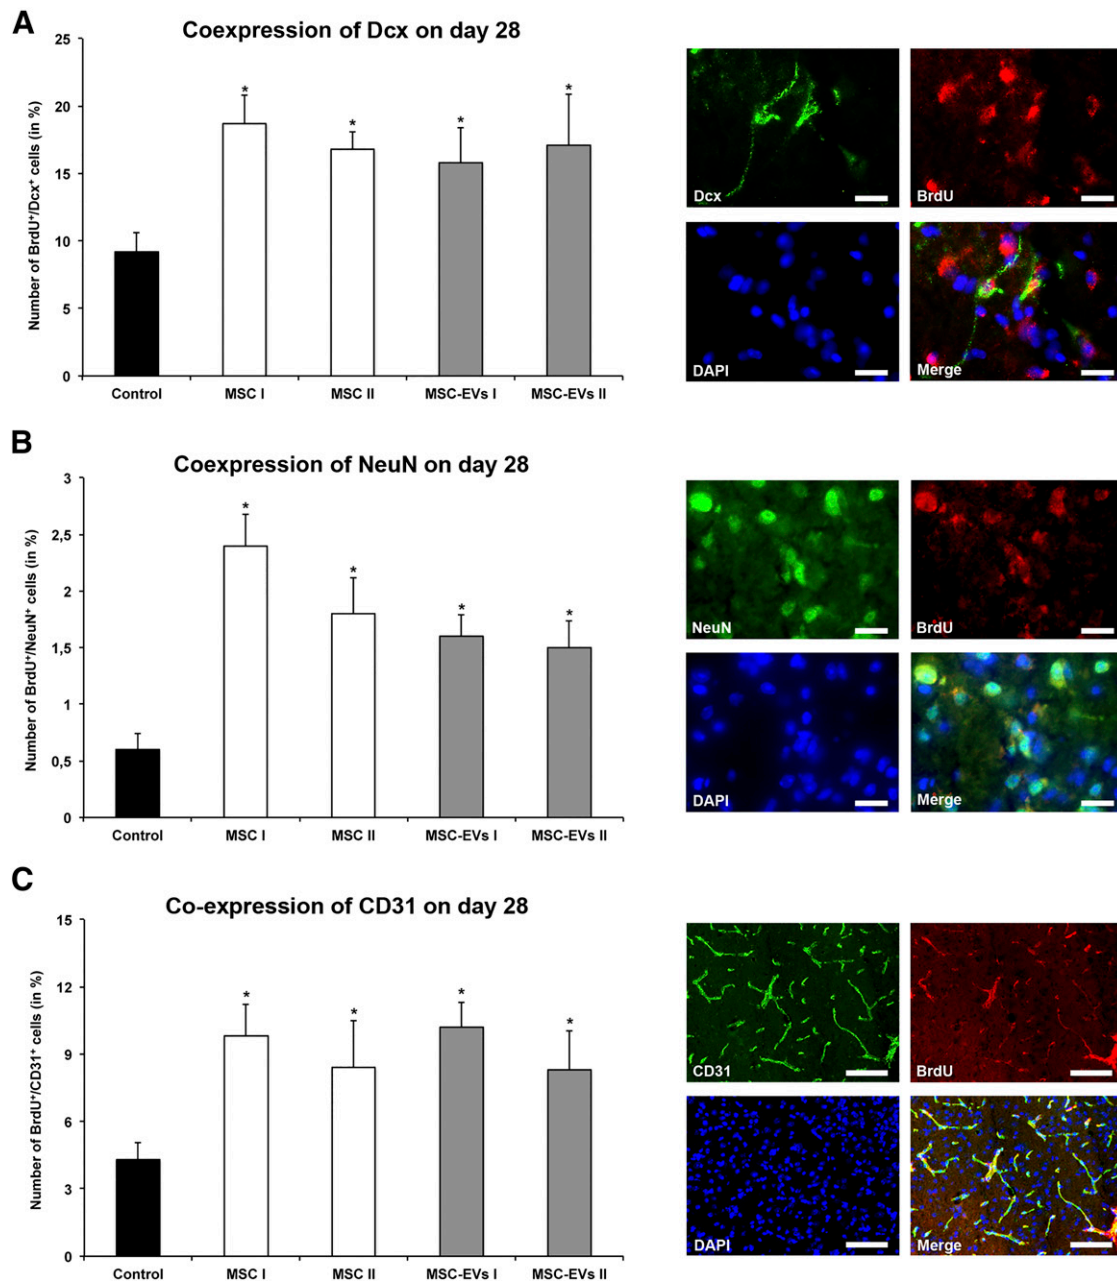 A
Coexpression of Dcx on day 28
Number of BrdU⁺/Dcx⁺ cells (in %)
25
20
15
10
5
0
*
*
*
*
Control MSC I MSC II MSC-EVs I MSC-EVs II
Dcx BrdU
DAPI Merge
B
Coexpression of NeuN on day 28
Number of BrdU⁺/NeuN⁺ cells (in %)
3
2,5
2
1,5
1
0,5
0
*
*
*
*
Control MSC I MSC II MSC-EVs I MSC-EVs II
NeuN BrdU
DAPI Merge
C
Co-expression of CD31 on day 28
Number of BrdU⁺/CD31⁺ cells (in %)
15
12
9
6
3
0
*
*
*
*
Control MSC I MSC II MSC-EVs I MSC-EVs II
CD31 BrdU
DAPI Merge